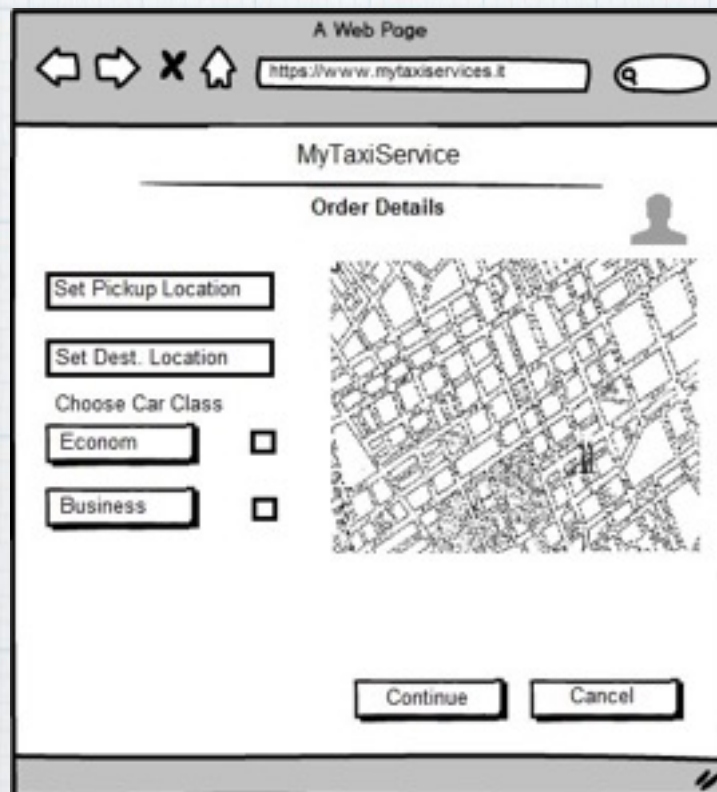 A Web Page
https://www.mytaxiservices.it
MyTaxiService
Order Details
Set Pickup Location
Set Dest. Location
Choose Car Class
Econom
Business
Continue
Cancel